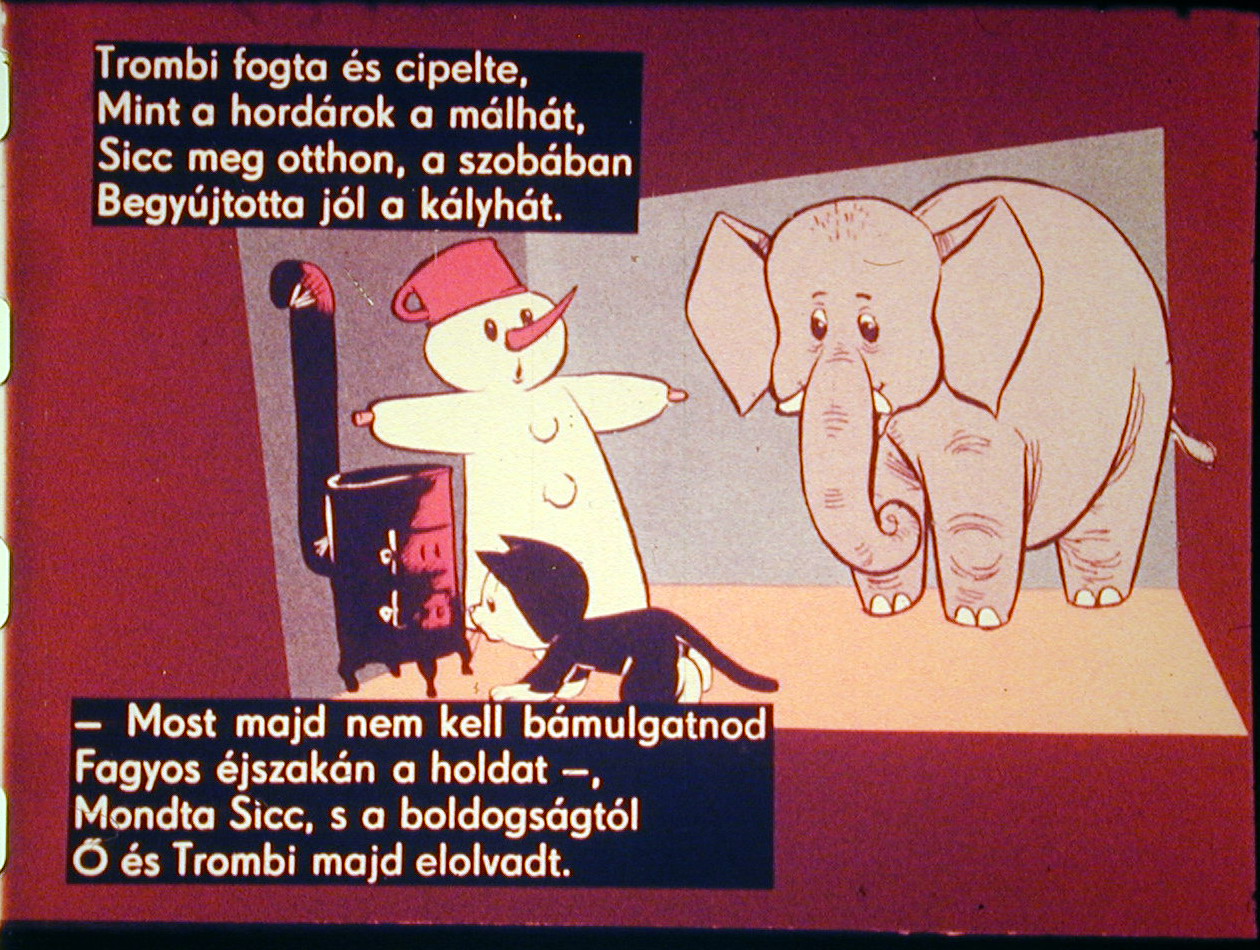 Trombi fogta és cipelte,
Mint a hordárok a málhát,
Sicc meg otthon, a szobában
Begyújtotta jól a kályhát.
– Most majd nem kell bámulgatnod
Fagyos éjszakán a holdat –,
Mondta Sicc, s a boldogságtól
Ő és Trombi majd elolvadt.